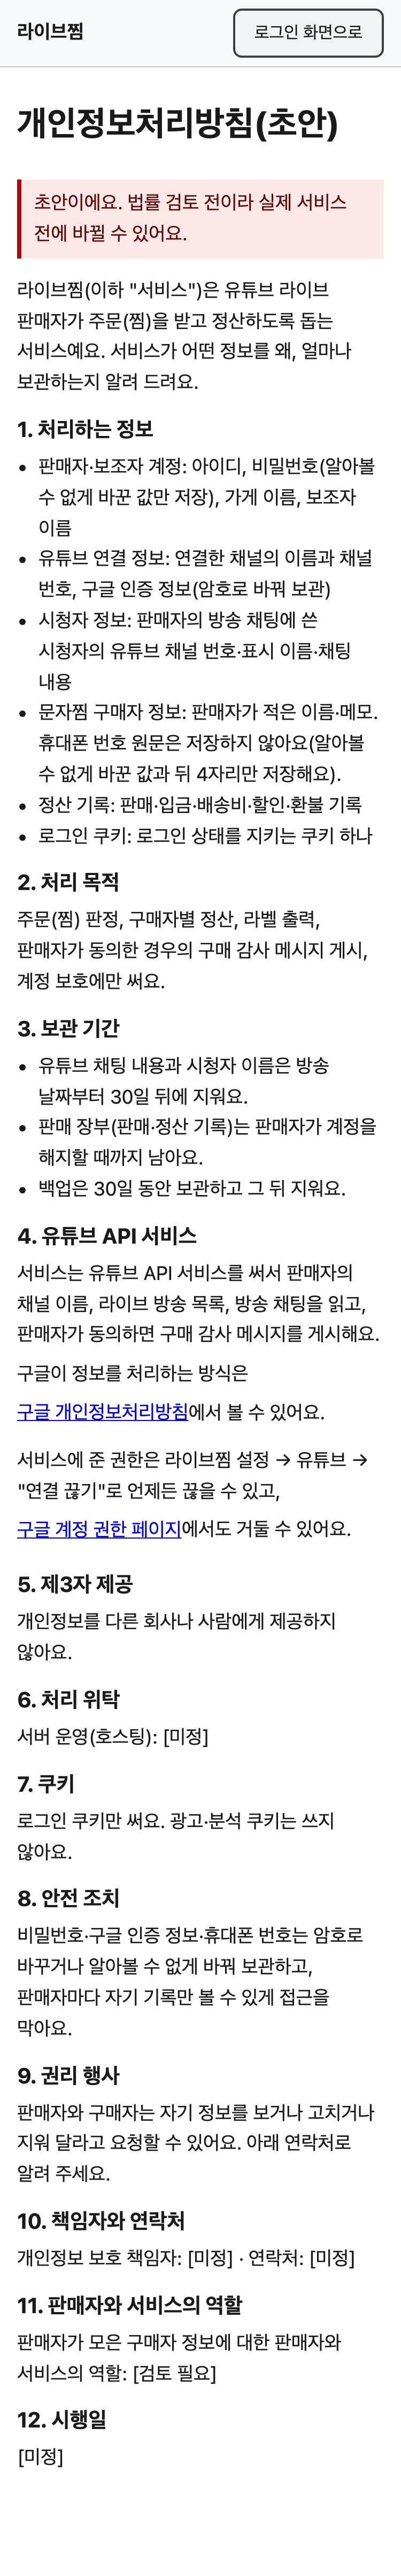 라이브찜
로그인 화면으로
개인정보처리방침(초안)
초안이에요. 법률 검토 전이라 실제 서비스
전에 바뀔 수 있어요.
라이브찜(이하 "서비스")은 유튜브 라이브
판매자가 주문(찜)을 받고 정산하도록 돕는
서비스예요. 서비스가 어떤 정보를 왜, 얼마나
보관하는지 알려 드려요.
1. 처리하는 정보
• 판매자·보조자 계정: 아이디, 비밀번호(알아볼
수 없게 바꾼 값만 저장), 가게 이름, 보조자
이름
• 유튜브 연결 정보: 연결한 채널의 이름과 채널
번호, 구글 인증 정보(암호로 바꿔 보관)
• 시청자 정보: 판매자의 방송 채팅에 쓴
시청자의 유튜브 채널 번호·표시 이름·채팅
내용
• 문자찜 구매자 정보: 판매자가 적은 이름·메모.
휴대폰 번호 원문은 저장하지 않아요(알아볼
수 없게 바꾼 값과 뒤 4자리만 저장해요).
• 정산 기록: 판매·입금·배송비·할인·환불 기록
• 로그인 쿠키: 로그인 상태를 지키는 쿠키 하나
2. 처리 목적
주문(찜) 판정, 구매자별 정산, 라벨 출력,
판매자가 동의한 경우의 구매 감사 메시지 게시,
계정 보호에만 써요.
3. 보관 기간
• 유튜브 채팅 내용과 시청자 이름은 방송
날짜부터 30일 뒤에 지워요.
• 판매 장부(판매·정산 기록)는 판매자가 계정을
해지할 때까지 남아요.
• 백업은 30일 동안 보관하고 그 뒤 지워요.
4. 유튜브 API 서비스
서비스는 유튜브 API 서비스를 써서 판매자의
채널 이름, 라이브 방송 목록, 방송 채팅을 읽고,
판매자가 동의하면 구매 감사 메시지를 게시해요.
구글이 정보를 처리하는 방식은
구글 개인정보처리방침에서 볼 수 있어요.
서비스에 준 권한은 라이브찜 설정 → 유튜브 →
"연결 끊기"로 언제든 끊을 수 있고,
구글 계정 권한 페이지에서도 거둘 수 있어요.
5. 제3자 제공
개인정보를 다른 회사나 사람에게 제공하지
않아요.
6. 처리 위탁
서버 운영(호스팅): [미정]
7. 쿠키
로그인 쿠키만 써요. 광고·분석 쿠키는 쓰지
않아요.
8. 안전 조치
비밀번호·구글 인증 정보·휴대폰 번호는 암호로
바꾸거나 알아볼 수 없게 바꿔 보관하고,
판매자마다 자기 기록만 볼 수 있게 접근을
막아요.
9. 권리 행사
판매자와 구매자는 자기 정보를 보거나 고치거나
지워 달라고 요청할 수 있어요. 아래 연락처로
알려 주세요.
10. 책임자와 연락처
개인정보 보호 책임자: [미정] · 연락처: [미정]
11. 판매자와 서비스의 역할
판매자가 모은 구매자 정보에 대한 판매자와
서비스의 역할: [검토 필요]
12. 시행일
[미정]